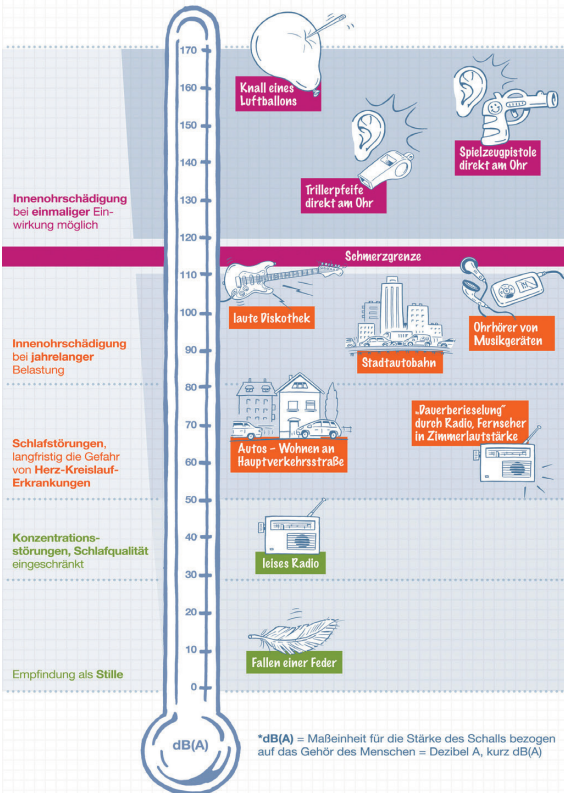 170
160
150
140
130
120
110
100
90
80
70
60
50
40
30
20
10
0
dB(A)
Knall eines
Luftballons
Spielzeugpistole
direkt am Ohr
Trillerpfeife
direkt am Ohr
Innenohrschädigung
bei einmaliger Ein-
wirkung möglich
Schmerzgrenze
laute Diskothek
Ohrhörer von
Musikgeräten
Stadtautobahn
Innenohrschädigung
bei jahrelanger
Belastung
„Dauerberieselung"
durch Radio, Fernseher
in Zimmerlautstärke
Autos – Wohnen an
Hauptverkehrsstraße
Schlafstörungen,
langfristig die Gefahr
von Herz-Kreislauf-
Erkrankungen
leises Radio
Konzentrations-
störungen, Schlafqualität
eingeschränkt
Fallen einer Feder
Empfindung als Stille
*dB(A) = Maßeinheit für die Stärke des Schalls bezogen
auf das Gehör des Menschen = Dezibel A, kurz dB(A)